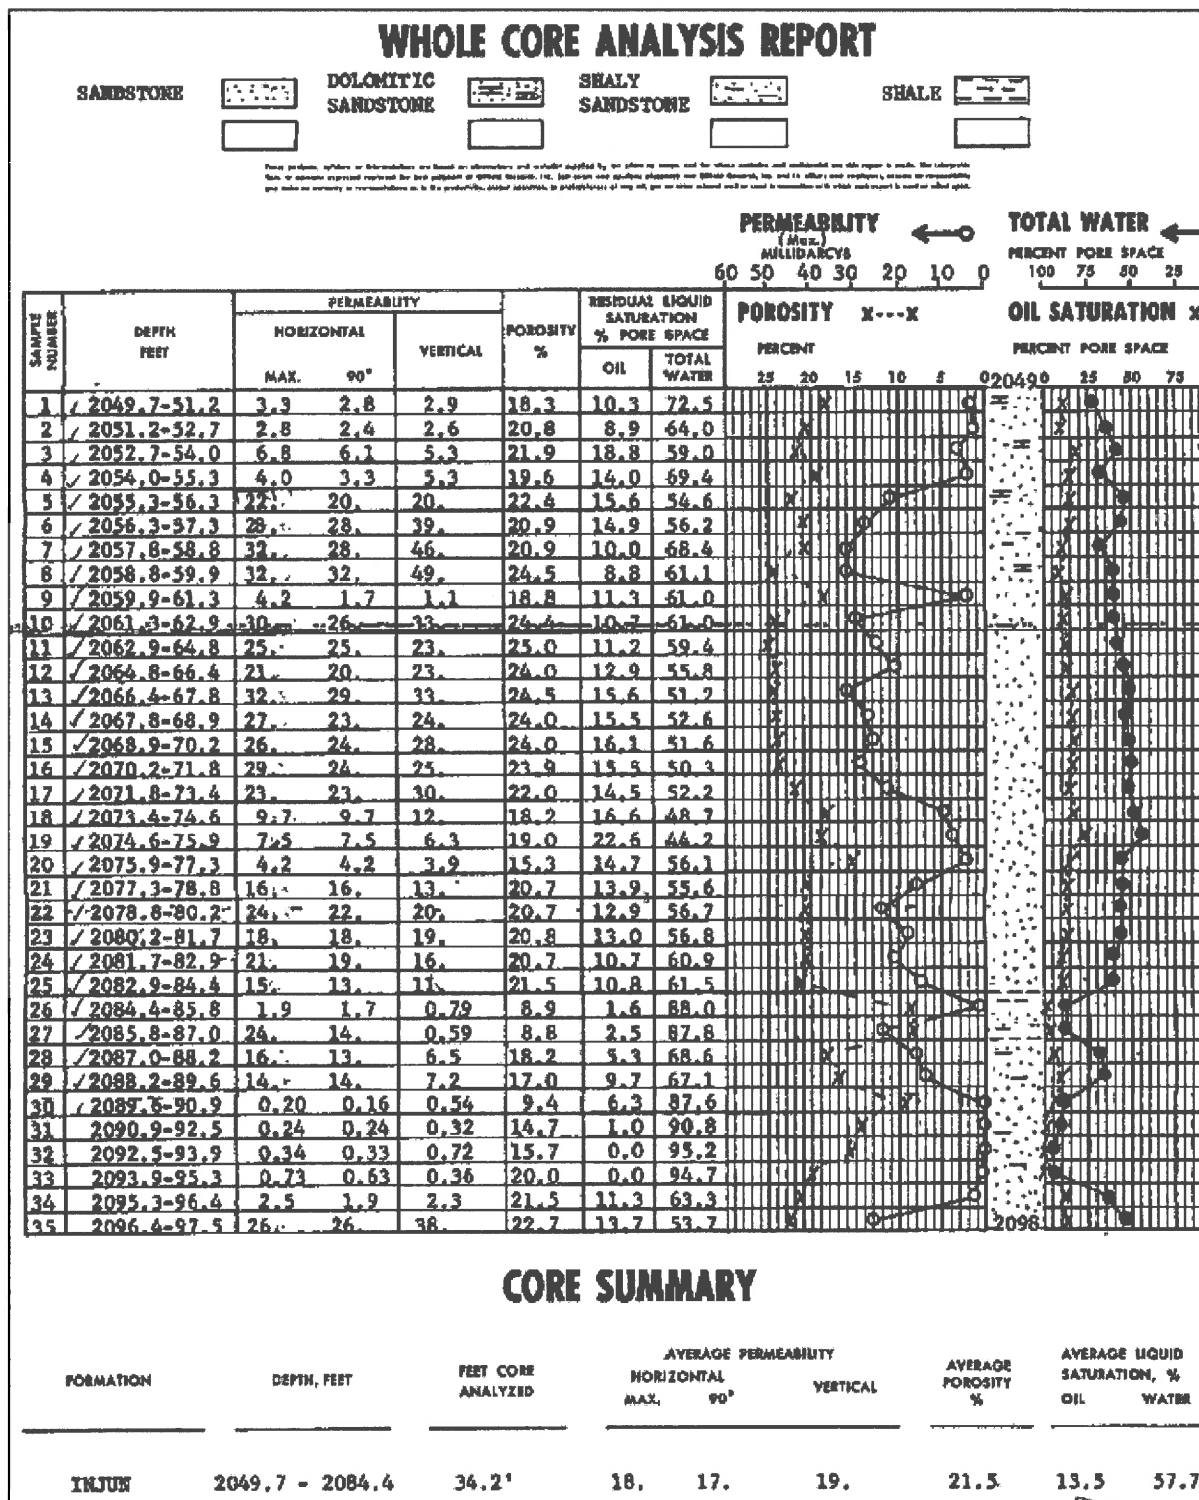 WHOLE CORE ANALYSIS REPORT
SANDSTONE DOLOMITIC SANDSTONE SHALY SANDSTONE SHALE
PERMEABILITY TOTAL WATER
(Max.)
MILLIDARCYS PERCENT PORE SPACE
60 50 40 30 20 10 0 100 75 50 25
SAMPLE NUMBER DEPTH FEET PERMEABLITY HORIZONTAL MAX. 90° VERTICAL POROSITY % RESIDUAL LIQUID SATURATION % PORE SPACE OIL TOTAL WATER
POROSITY x---x OIL SATURATION x
PERCENT PERCENT PORE SPACE
25 20 15 10 5 0 2049 0 25 50 75
1 2049.7-51.2 3.3 2.8 2.9 18.3 10.3 72.5
2 2051.2-52.7 2.8 2.4 2.6 20.8 8.9 64.0
3 2052.7-54.0 6.8 6.1 5.3 21.9 18.8 59.0
4 2054.0-55.3 4.0 3.3 5.3 19.6 14.0 69.4
5 2055.3-56.3 22. 20. 20. 22.4 15.6 54.6
6 2056.3-57.3 28. 28. 39. 20.9 14.9 56.2
7 2057.8-58.8 32. 28. 46. 20.9 10.0 68.4
8 2058.8-59.9 32. 32. 49. 24.5 8.8 61.1
9 2059.9-61.3 4.2 1.7 1.1 18.8 11.3 61.0
10 2061.3-62.9 30. 26. 33. 24.4 10.7 61.0
11 2062.9-64.8 25. 25. 23. 25.0 11.2 59.4
12 2064.8-66.4 21. 20. 23. 24.0 12.9 55.8
13 2066.4-67.8 32. 29. 33. 24.5 15.6 51.2
14 2067.8-68.9 27. 23. 24. 24.0 15.5 52.6
15 2068.9-70.2 26. 24. 28. 24.0 16.1 51.6
16 2070.2-71.8 29. 24. 25. 23.9 15.5 50.3
17 2071.8-73.4 23. 23. 30. 22.0 14.5 52.2
18 2073.4-74.6 9.7 9.7 12. 18.2 16.6 48.7
19 2074.6-75.9 7.5 7.5 6.3 19.0 22.6 44.2
20 2075.9-77.3 4.2 4.2 3.9 15.3 14.7 56.1
21 2077.3-78.8 16. 16. 13. 20.7 13.9 55.6
22 2078.8-80.2 24. 22. 20. 20.7 12.9 56.7
23 2080.2-81.7 18. 18. 19. 20.8 13.0 56.8
24 2081.7-82.9 21. 19. 16. 20.7 10.7 60.9
25 2082.9-84.4 15. 13. 11. 21.5 10.8 61.5
26 2084.4-85.8 1.9 1.7 0.79 8.9 1.6 88.0
27 2085.8-87.0 24. 14. 0.59 8.8 2.5 87.8
28 2087.0-88.2 16. 13. 6.5 18.2 5.3 68.6
29 2088.2-89.6 14. 14. 7.2 17.0 9.7 67.1
30 2089.6-90.9 0.20 0.16 0.54 9.4 6.3 87.6
31 2090.9-92.5 0.24 0.24 0.32 14.7 1.0 90.8
32 2092.5-93.9 0.34 0.33 0.72 15.7 0.0 95.2
33 2093.9-95.3 0.73 0.63 0.36 20.0 0.0 94.7
34 2095.3-96.4 2.5 1.9 2.3 21.5 11.3 63.3
35 2096.4-97.5 26. 26. 38. 22.7 13.7 53.7
2098
CORE SUMMARY
FORMATION DEPTH, FEET FEET CORE ANALYZED AVERAGE PERMEABILITY HORIZONTAL MAX. 90° VERTICAL AVERAGE POROSITY % AVERAGE LIQUID SATURATION, % OIL WATER
INJUN 2049.7 - 2084.4 34.2' 18. 17. 19. 21.5 13.5 57.7